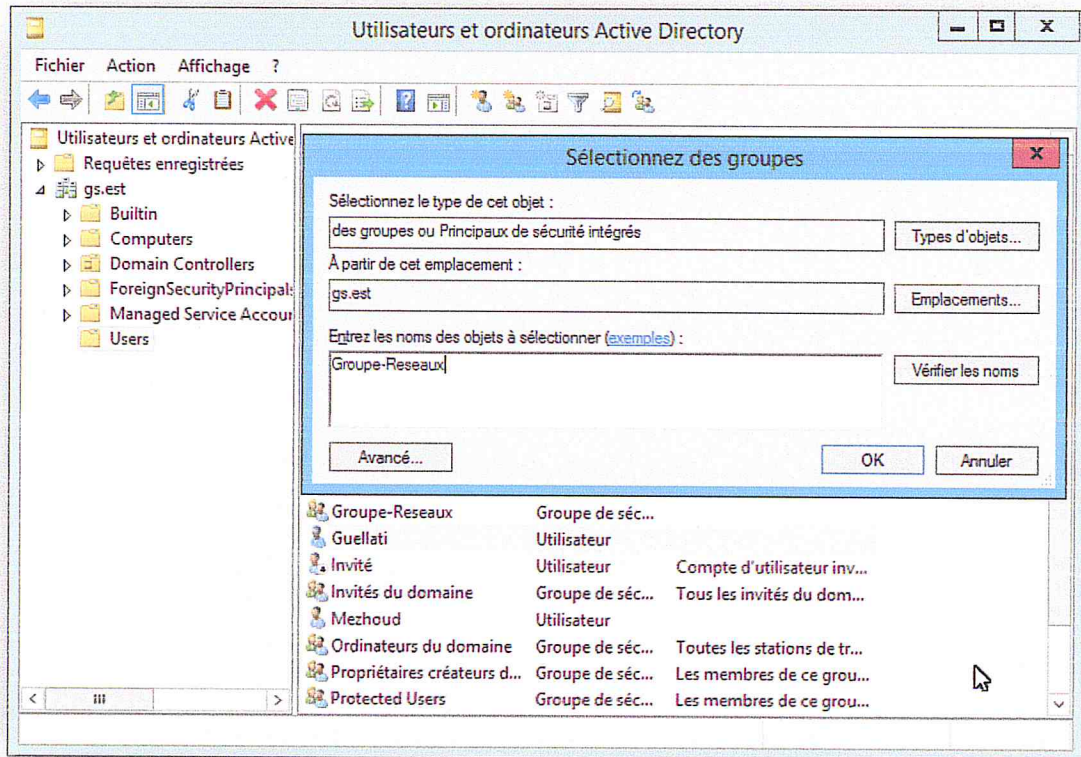 Utilisateurs et ordinateurs Active Directory
Fichier Action Affichage ?
Utilisateurs et ordinateurs Active
Requêtes enregistrées
gs.est
Builtin
Computers
Domain Controllers
ForeignSecurityPrincipals
Managed Service Accour
Users
Sélectionnez des groupes
Sélectionnez le type de cet objet :
des groupes ou Principaux de sécurité intégrés
Types d'objets...
À partir de cet emplacement :
gs.est
Emplacements...
Entrez les noms des objets à sélectionner (exemples) :
Groupe-Reseaux
Vérifier les noms
Avancé...
OK
Annuler
Groupe-Reseaux Groupe de séc...
Guellati Utilisateur
Invité Utilisateur Compte d'utilisateur inv...
Invités du domaine Groupe de séc... Tous les invités du dom...
Mezhoud Utilisateur
Ordinateurs du domaine Groupe de séc... Toutes les stations de tr...
Propriétaires créateurs d... Groupe de séc... Les membres de ce grou...
Protected Users Groupe de séc... Les membres de ce grou...